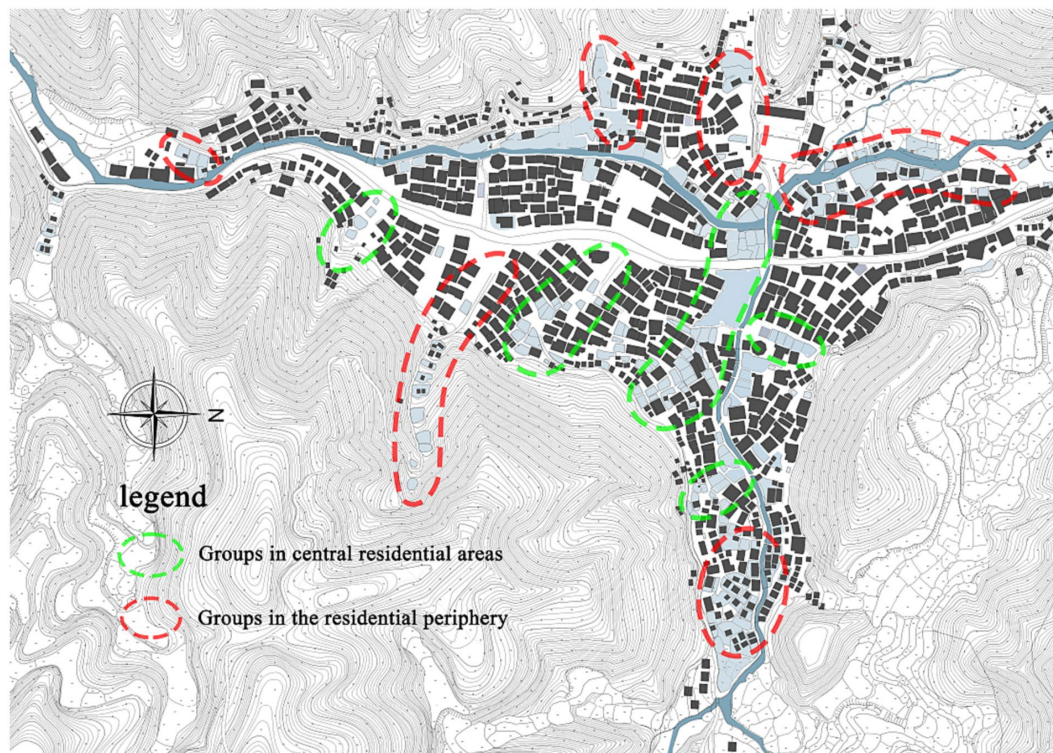 N
legend
Groups in central residential areas
Groups in the residential periphery